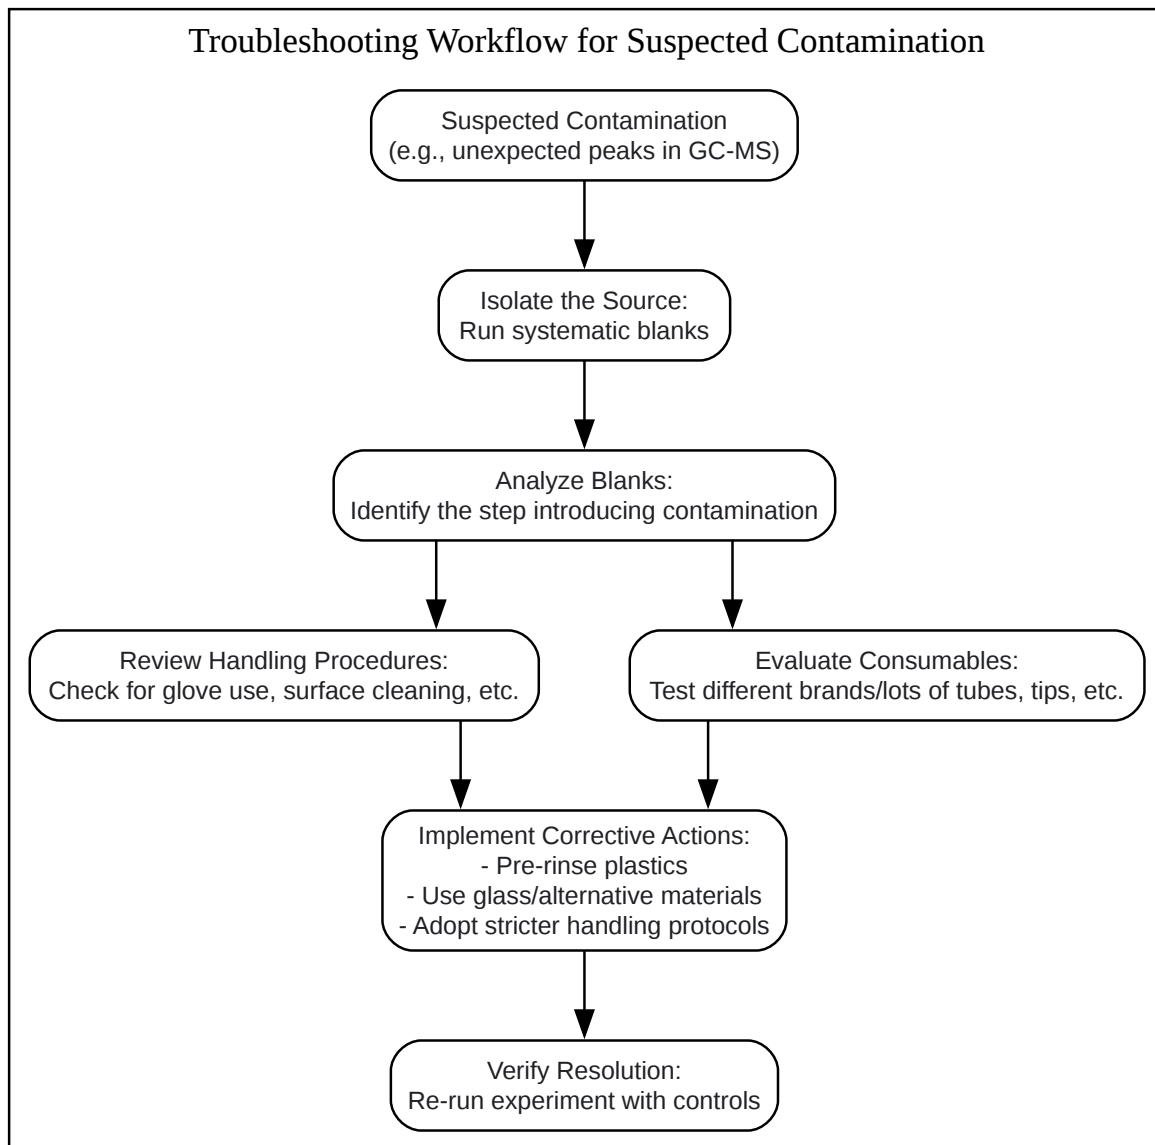 Troubleshooting Workflow for Suspected Contamination
Suspected Contamination
(e.g., unexpected peaks in GC-MS)
Isolate the Source:
Run systematic blanks
Analyze Blanks:
Identify the step introducing contamination
Review Handling Procedures:
Check for glove use, surface cleaning, etc.
Evaluate Consumables:
Test different brands/lots of tubes, tips, etc.
Implement Corrective Actions:
- Pre-rinse plastics
- Use glass/alternative materials
- Adopt stricter handling protocols
Verify Resolution:
Re-run experiment with controls